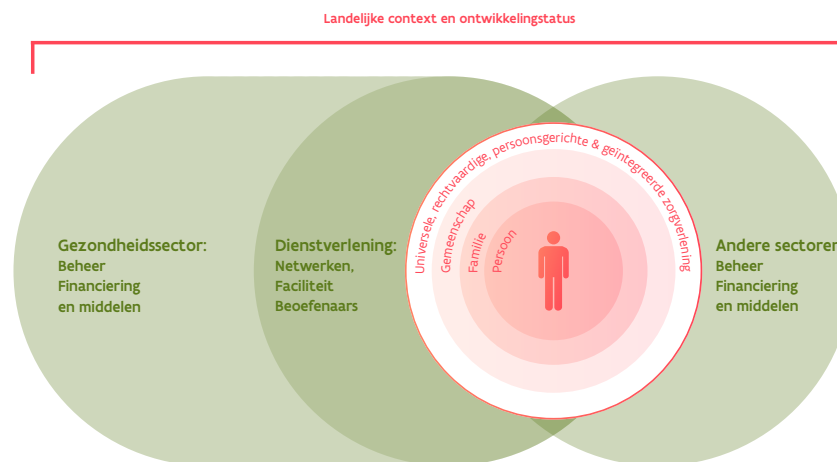 Landelijke context en ontwikkelingstatus
Universele, rechtvaardige, persoonsgerichte & geïntegreerde zorgverlening
Gemeenschap
Familie
Persoon
Gezondheidssector:
Beheer
Financiering
en middelen
Dienstverlening:
Netwerken,
Faciliteit
Beoefenaars
Andere sectoren
Beheer
Financiering
en middelen